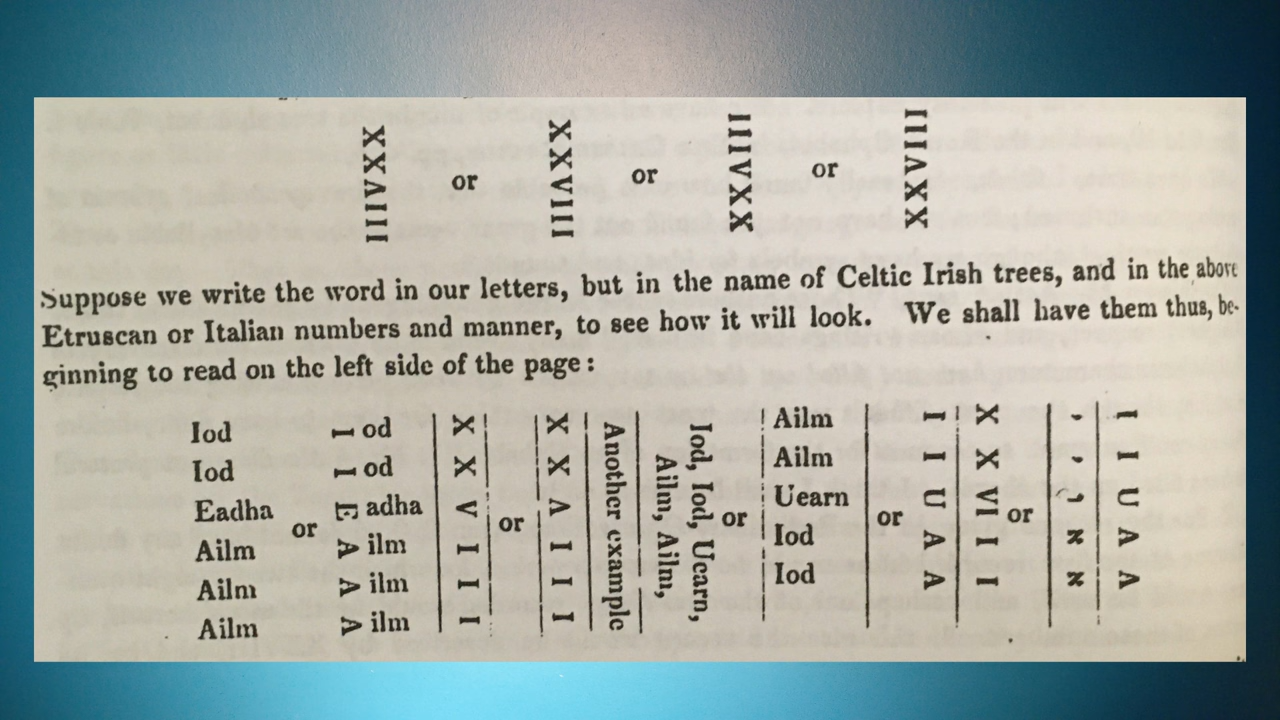 XXVIII or XXVIII or IIIVXX or IIIVXX
Suppose we write the word in our letters, but in the name of Celtic Irish trees, and in the above
Etruscan or Italian numbers and manner, to see how it will look. We shall have them thus, be-
ginning to read on the left side of the page:
Iod
Iod
Eadha
Ailm
Ailm
Ailm
or
I od
I od
E adha
A ilm
A ilm
A ilm
X X V I I I
or
X X Λ I I I
Another example
Iod, Iod, Uearn,
Ailm, Ailm,
or
Ailm
Ailm
Uearn
Iod
Iod
or
I I U A A
X X VI I I
or
י י ו א א
I I U A A